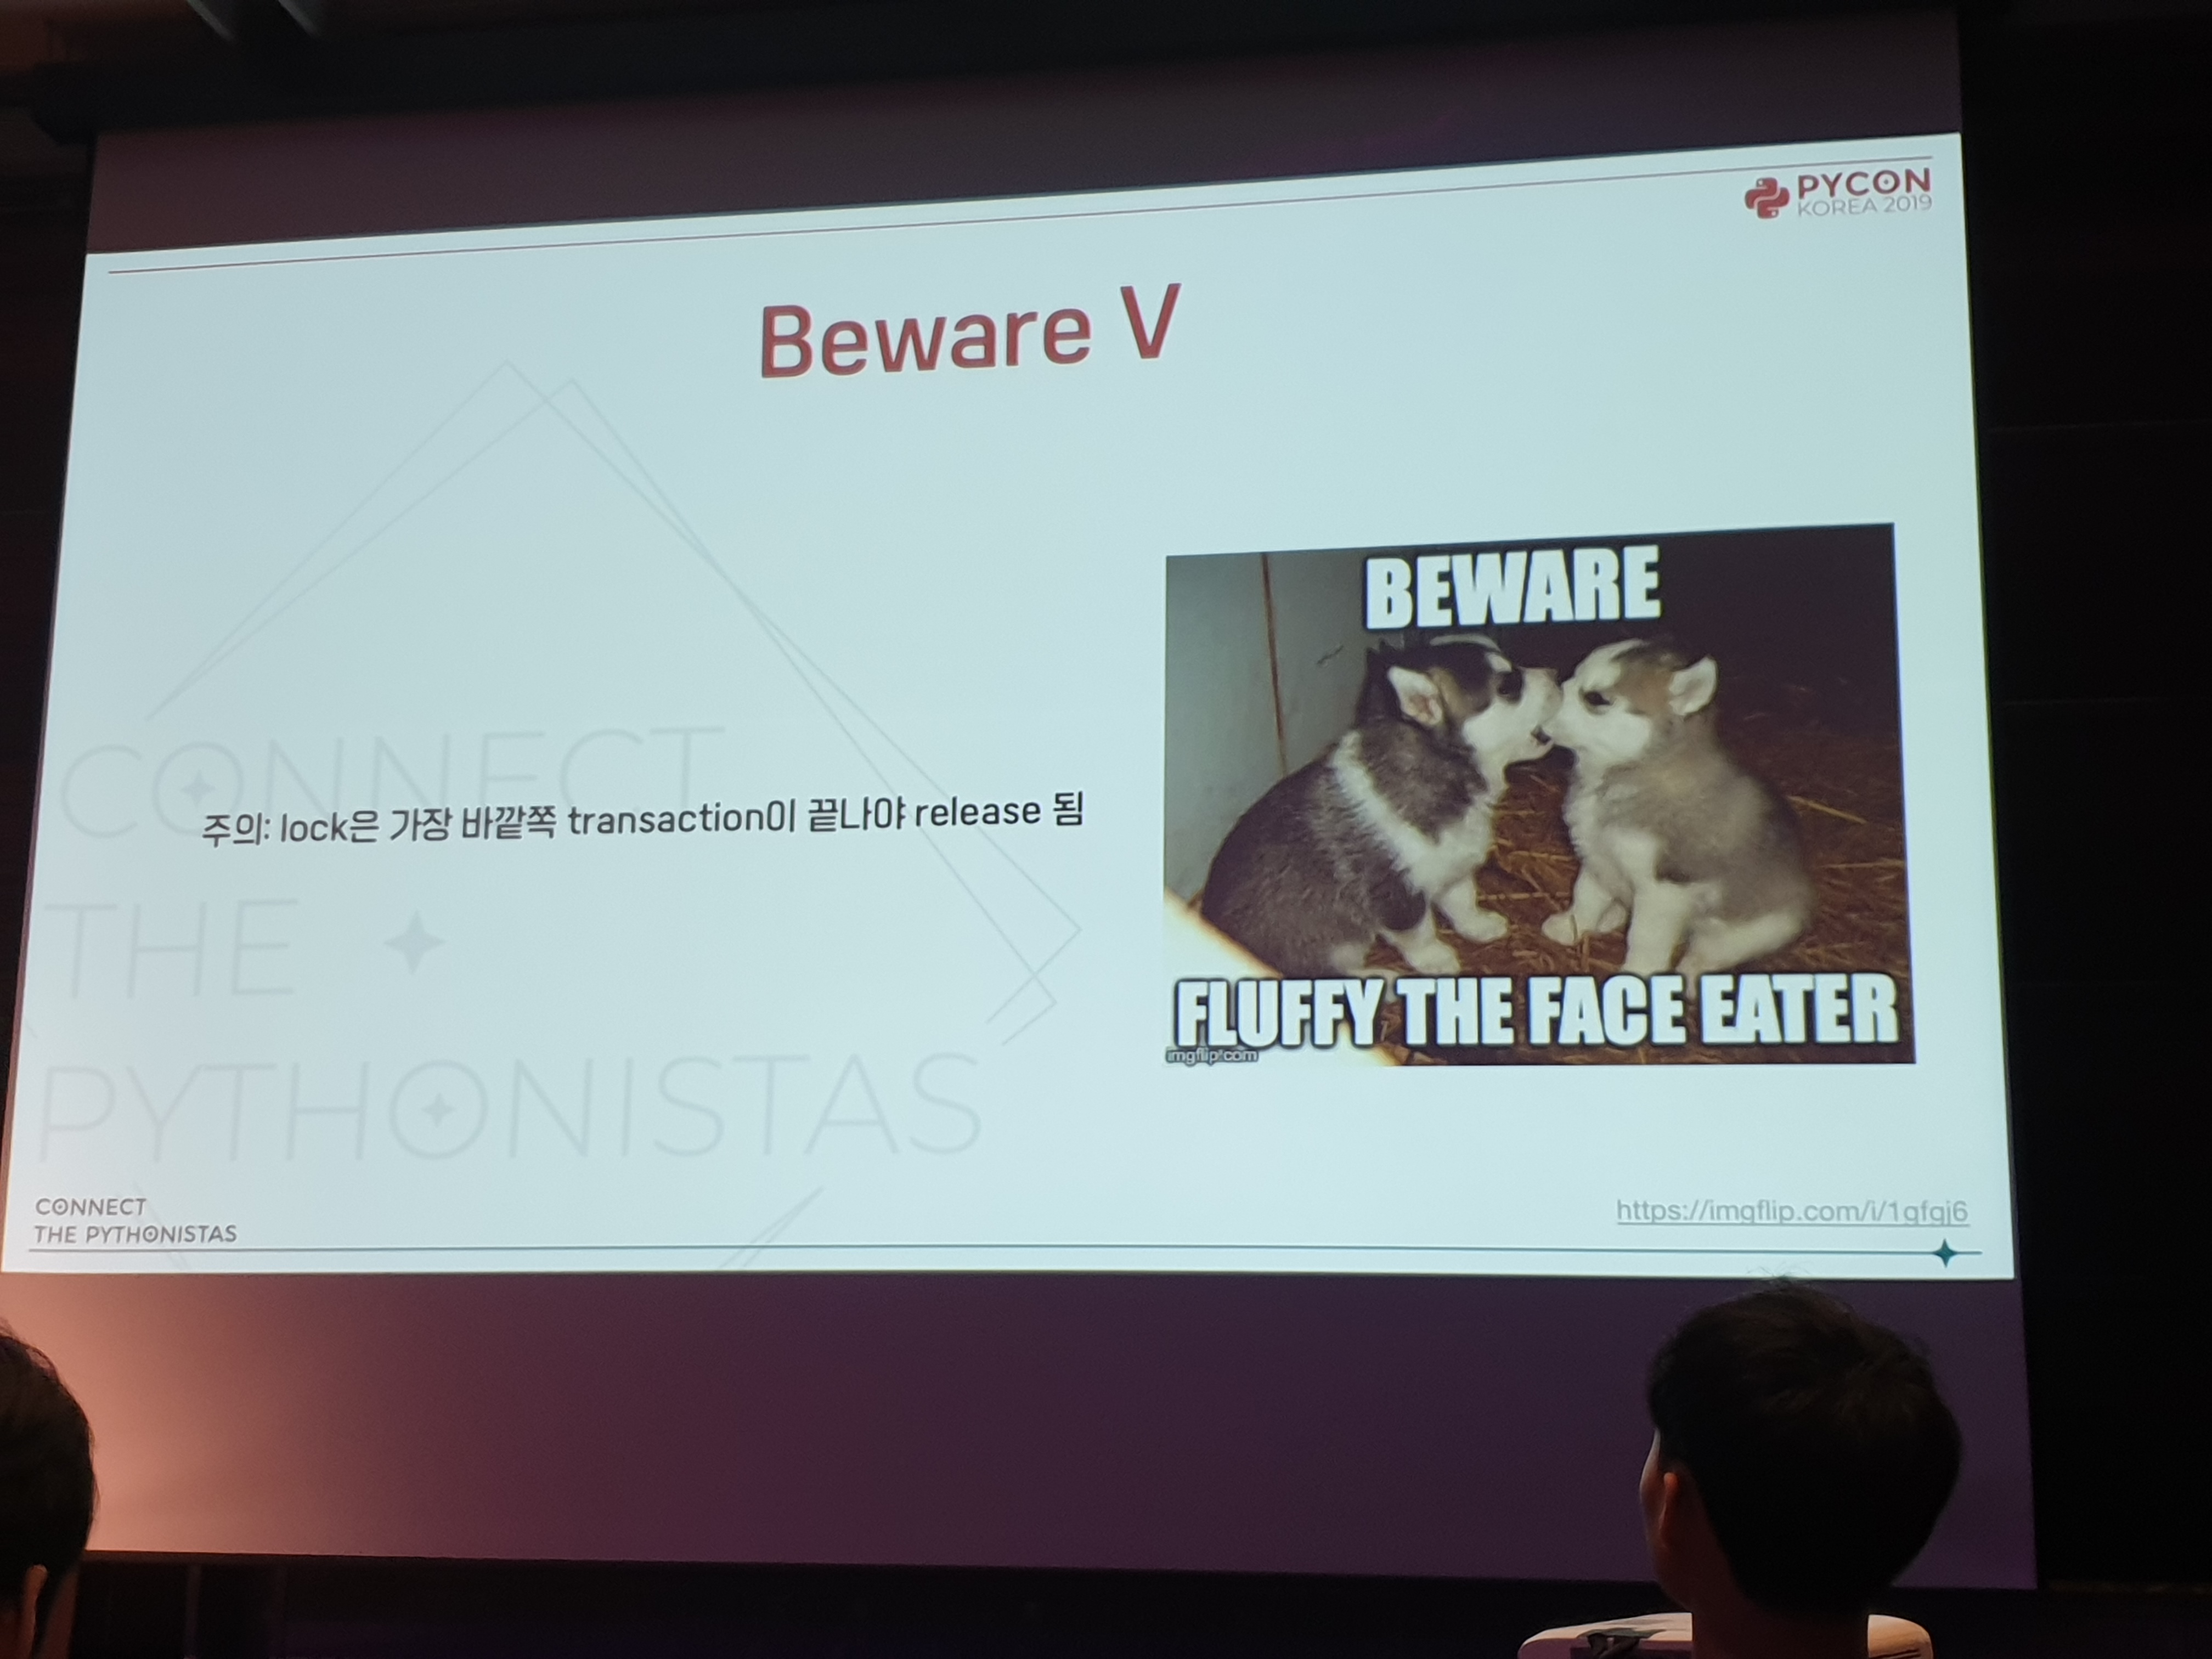 PYCON
KOREA 2019
Beware V
BEWARE
CONNECT
주의: lock은 가장 바깥쪽 transaction이 끝나야 release 됨
THE
FLUFFY THE FACE EATER
imgflip.com
PYTHONISTAS
CONNECT
THE PYTHONISTAS
https://imgflip.com/i/1gfgj6